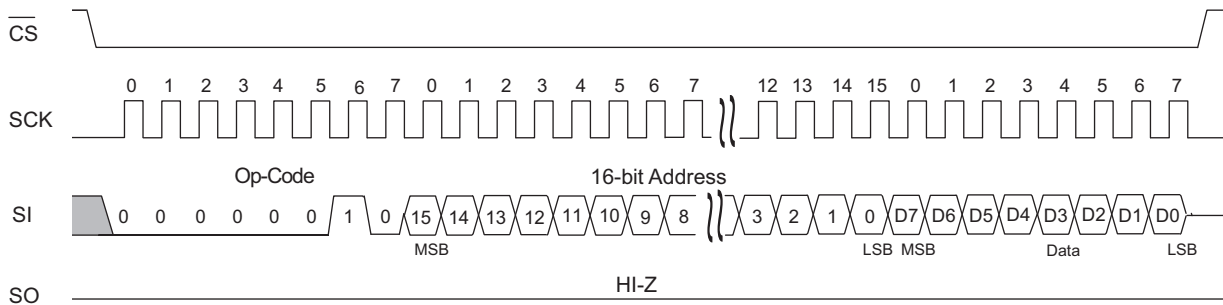 CS
0 1 2 3 4 5 6 7 0 1 2 3 4 5 6 7 12 13 14 15 0 1 2 3 4 5 6 7
SCK
Op-Code 16-bit Address
SI 0 0 0 0 0 0 1 0 15 14 13 12 11 10 9 8 3 2 1 0 D7 D6 D5 D4 D3 D2 D1 D0
MSB LSB MSB Data LSB
HI-Z
SO